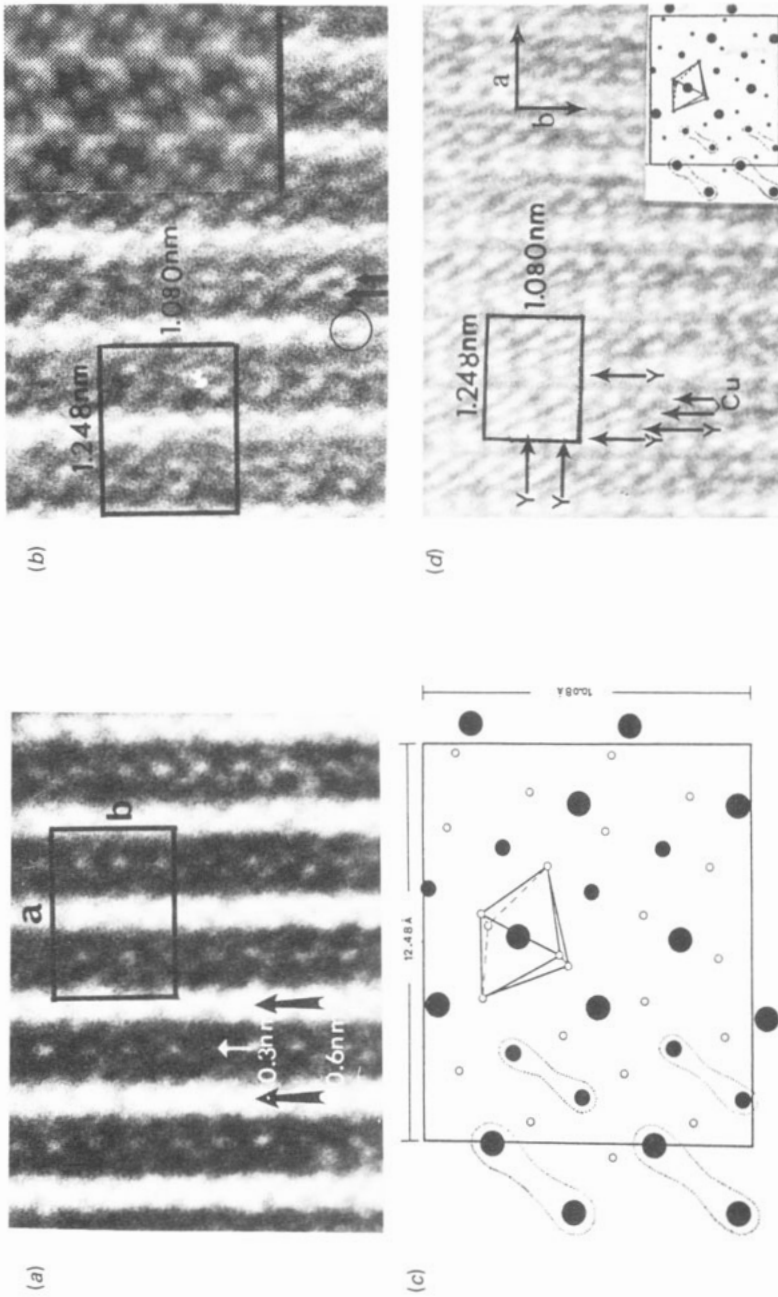 (a)
a
b
0.3nm
0.6nm
(b)
1.248nm
1.080nm
(c)
12.48 Å
10.08 Å
(d)
a
b
1.248nm
1.080nm
Y
Y
Y
Y
Y
Cu